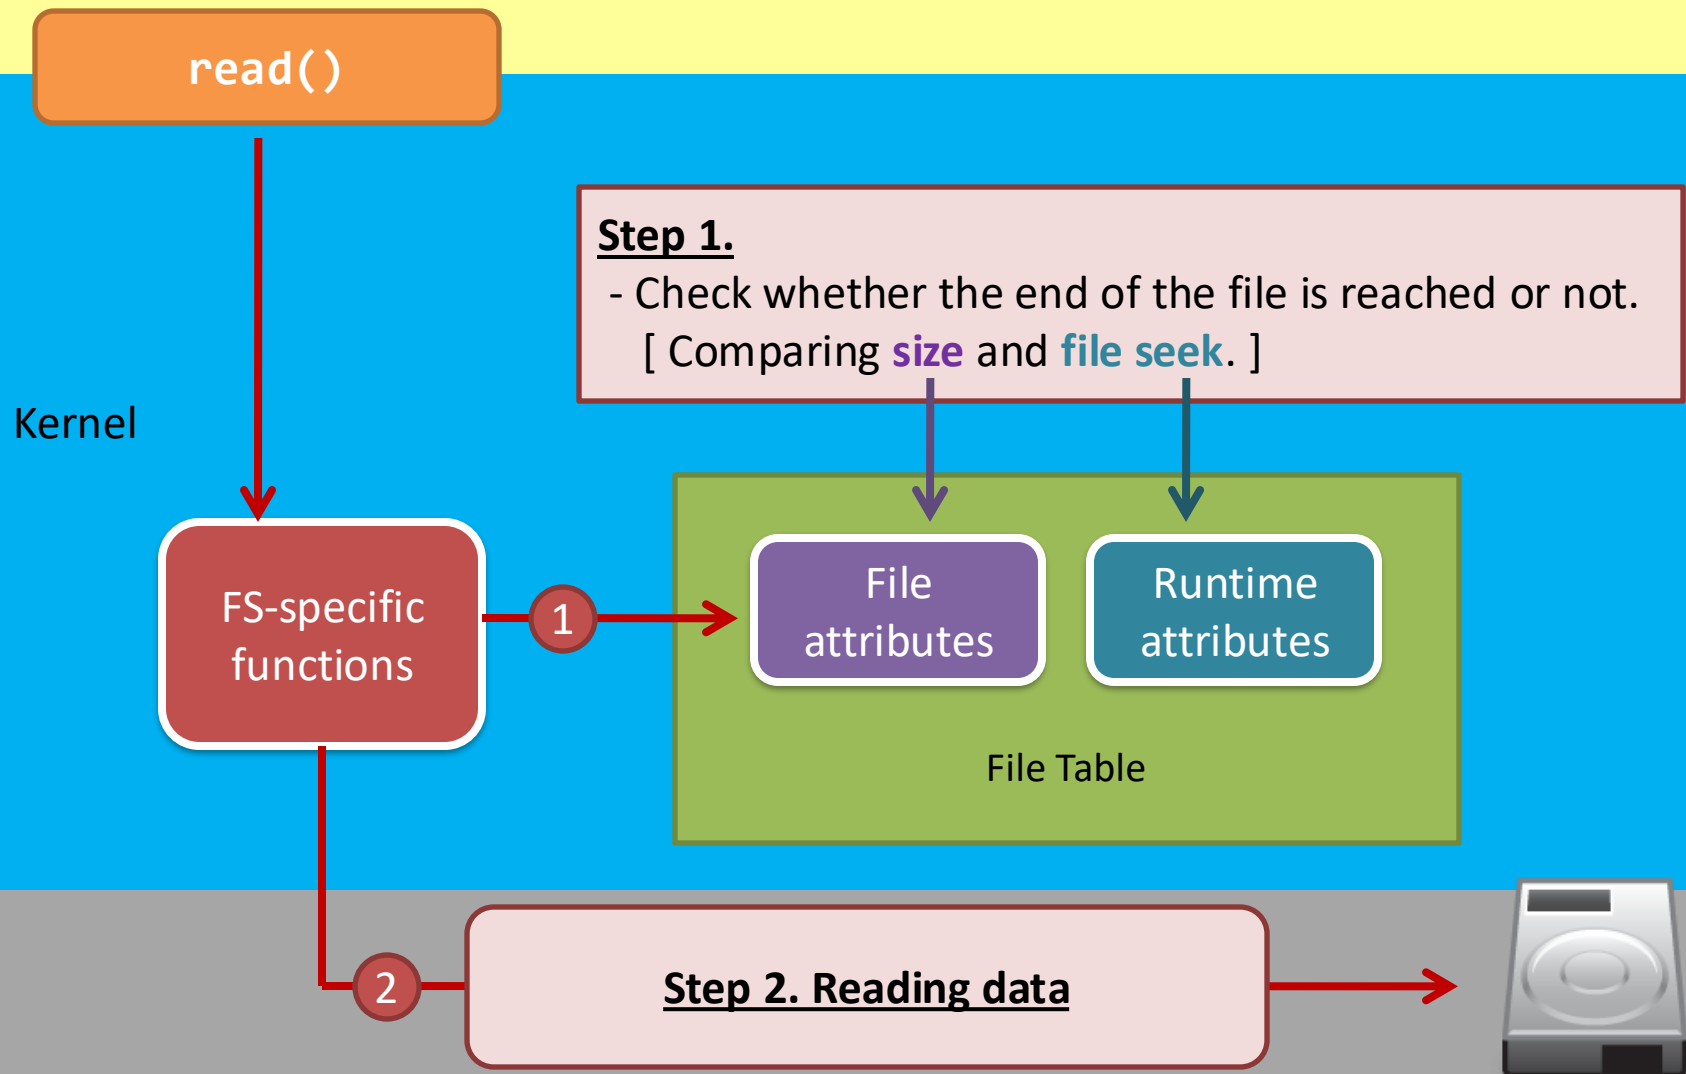 read()
Step 1.
- Check whether the end of the file is reached or not.
[ Comparing size and file seek. ]
Kernel
FS-specific
functions
1
File
attributes
Runtime
attributes
File Table
2
Step 2. Reading data